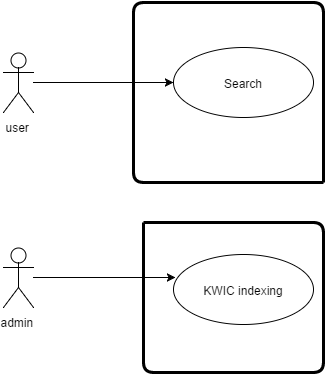 Search
user
KWIC indexing
admin